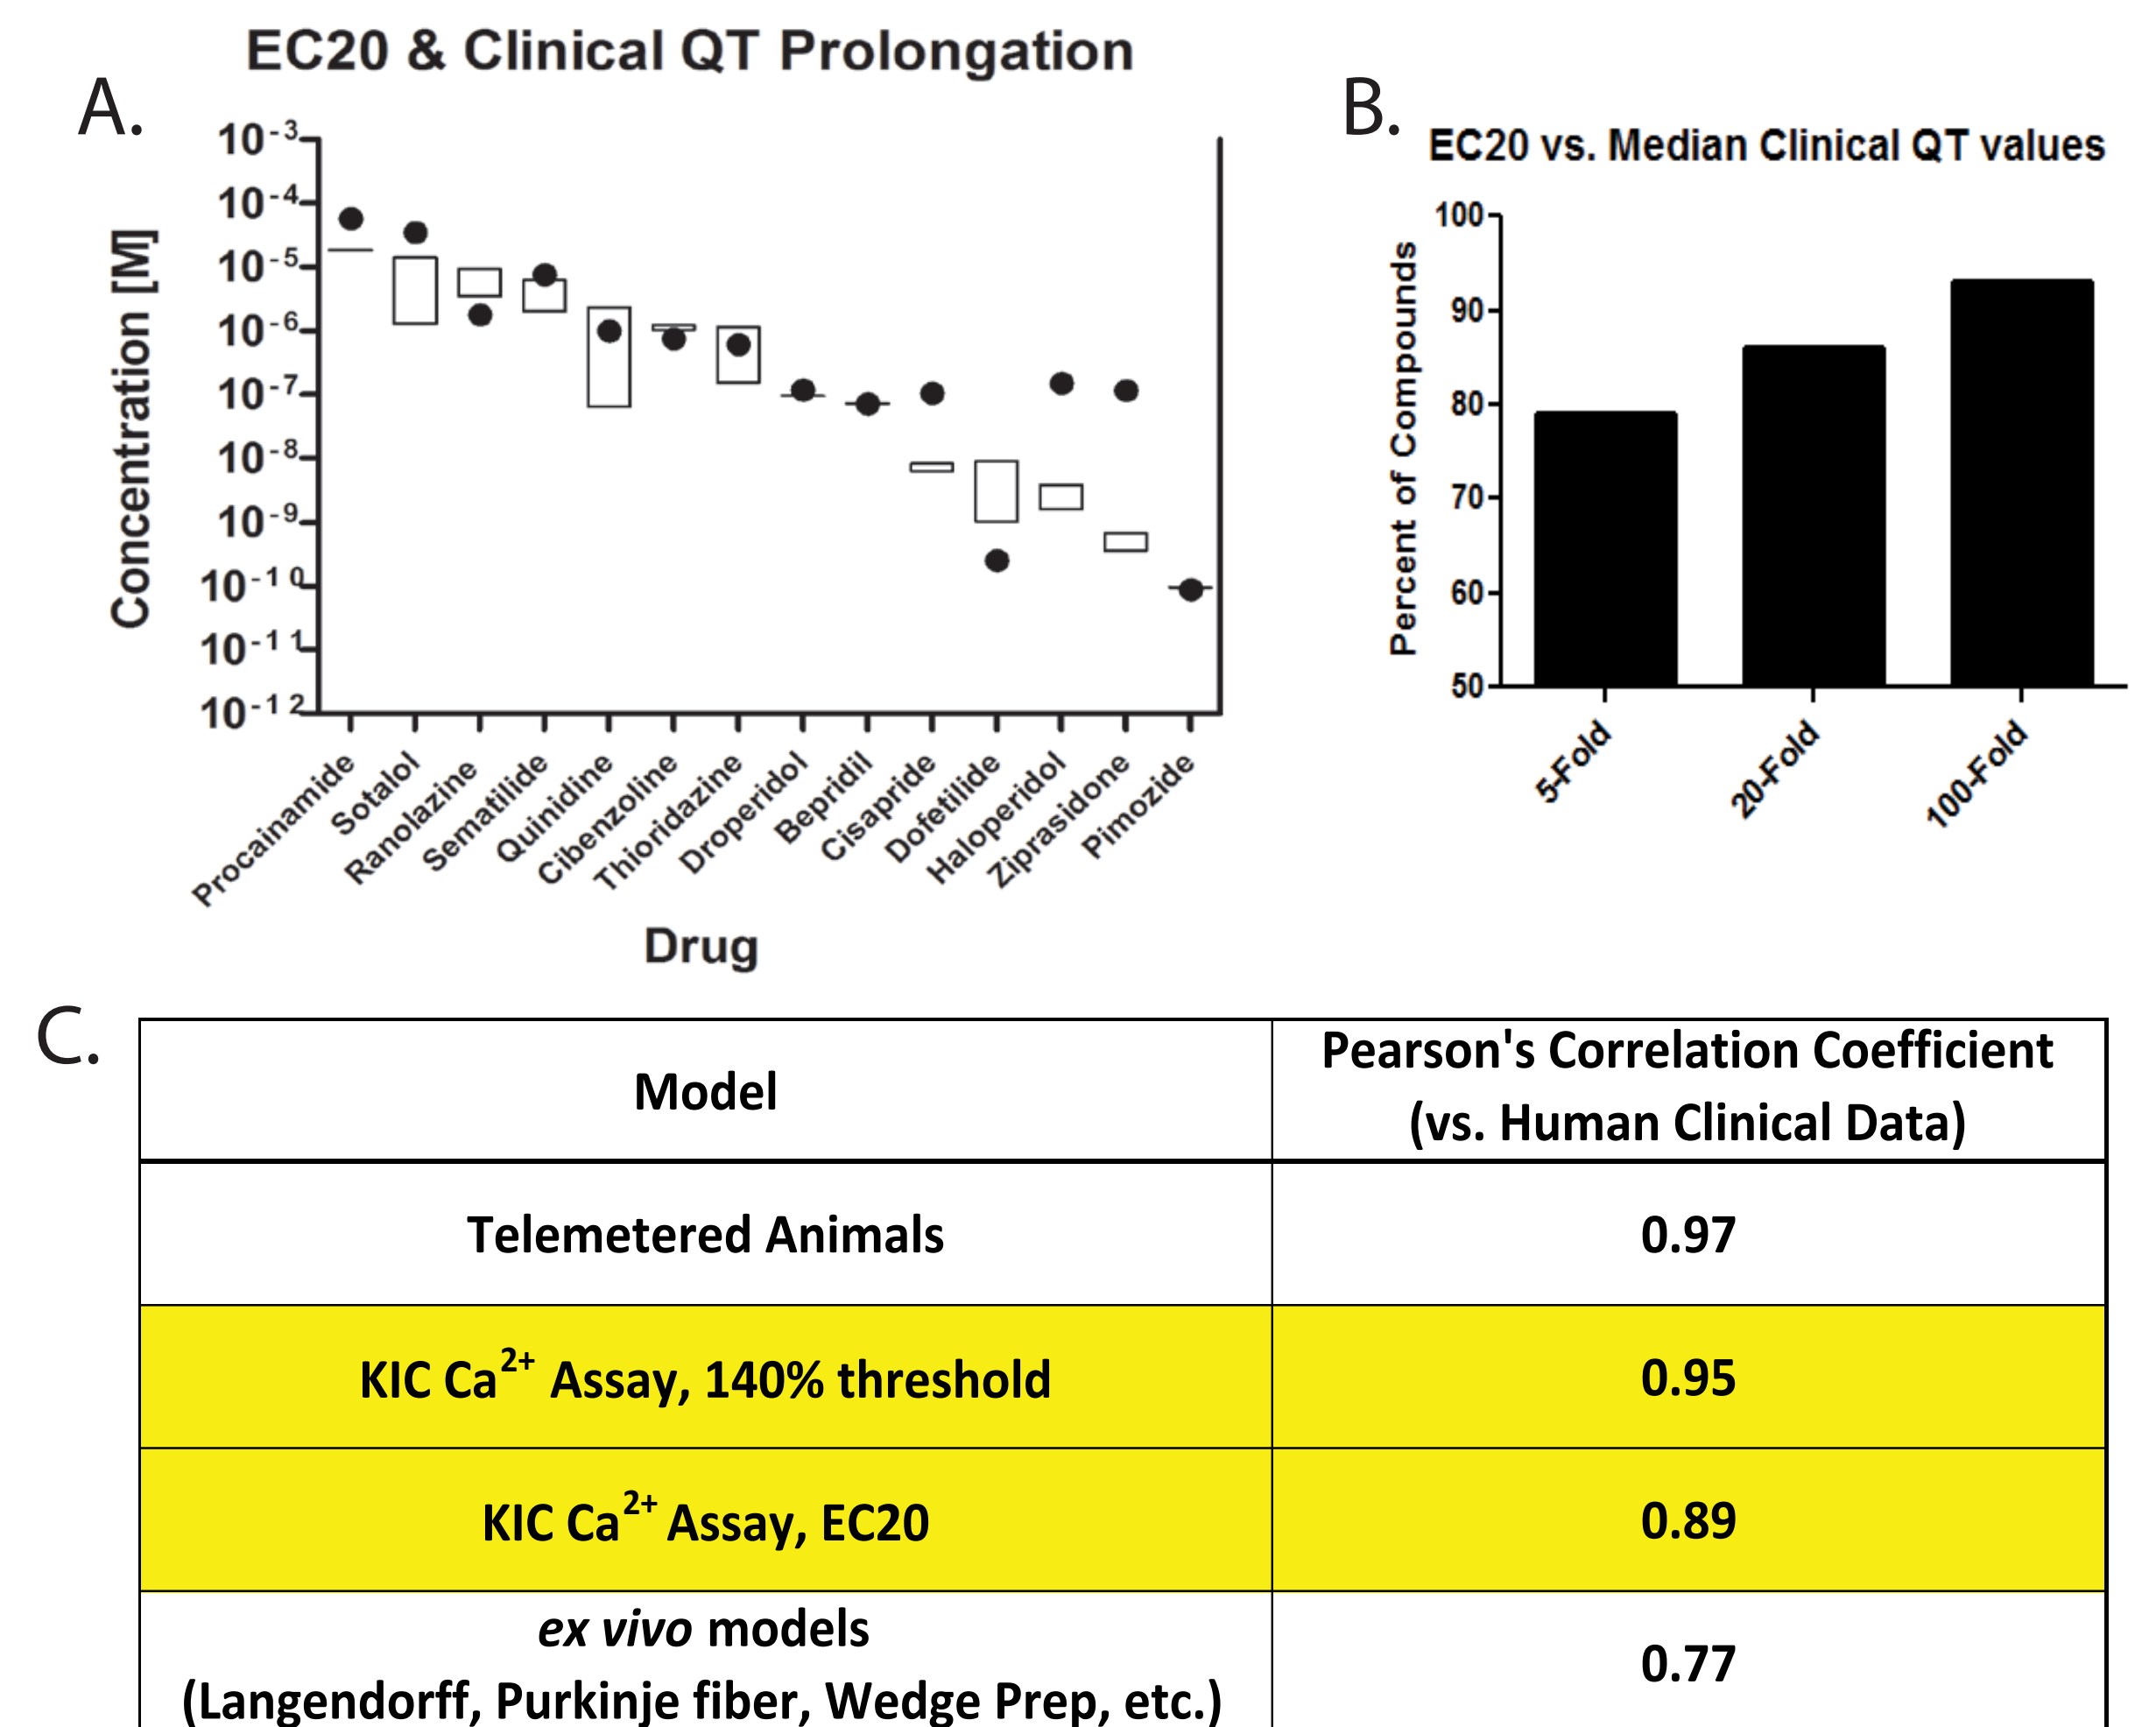 EC20 & Clinical QT Prolongation
A.
10-3
10-4
10-5
10-6
10-7
10-8
10-9
10-10
10-11
10-12
Concentration [M]
Procainamide
Sotalol
Ranolazine
Sematilide
Quinidine
Cibenzoline
Thioridazine
Droperidol
Bepridil
Cisapride
Dofetilide
Haloperidol
Ziprasidone
Pimozide
Drug
B.
EC20 vs. Median Clinical QT values
100
90
80
70
60
50
Percent of Compounds
5-Fold
20-Fold
100-Fold
C.
Model
Pearson's Correlation Coefficient
(vs. Human Clinical Data)
Telemetered Animals
0.97
KIC Ca2+ Assay, 140% threshold
0.95
KIC Ca2+ Assay, EC20
0.89
ex vivo models
(Langendorff, Purkinje fiber, Wedge Prep, etc.)
0.77